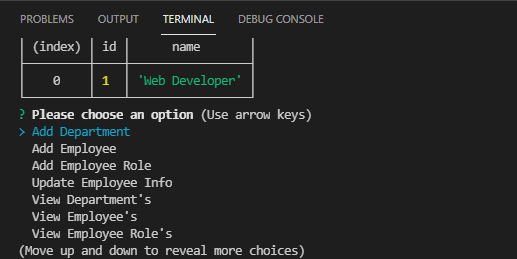 PROBLEMS OUTPUT TERMINAL DEBUG CONSOLE
(index) id name
0 1 'Web Developer'
? Please choose an option (Use arrow keys)
> Add Department
Add Employee
Add Employee Role
Update Employee Info
View Department's
View Employee's
View Employee Role's
(Move up and down to reveal more choices)